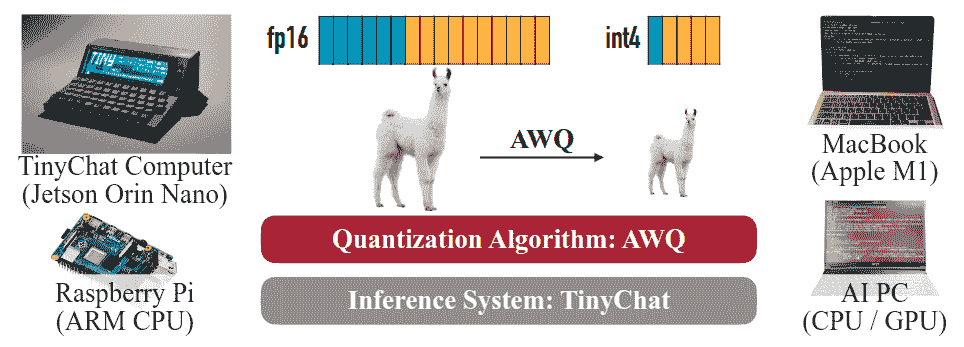 fp16
int4
TINY
AWQ
TinyChat Computer
(Jetson Orin Nano)
MacBook
(Apple M1)
Quantization Algorithm: AWQ
Raspberry Pi
(ARM CPU)
Inference System: TinyChat
AI PC
(CPU / GPU)